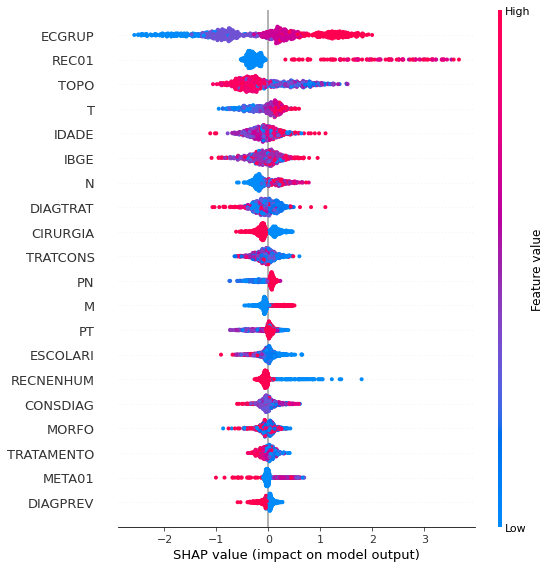 High
ECGRUP
REC01
TOPO
T
IDADE
IBGE
N
DIAGTRAT
CIRURGIA
TRATCONS
PN
M
PT
ESCOLARI
RECNENHUM
CONSDIAG
MORFO
TRATAMENTO
META01
DIAGPREV
Feature value
Low
−2 −1 0 1 2 3
SHAP value (impact on model output)